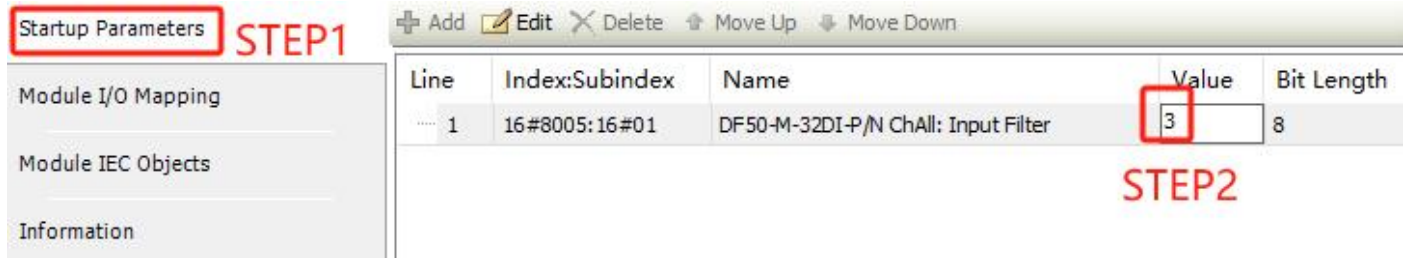 Startup Parameters STEP1
Add Edit Delete Move Up Move Down
Line Index:Subindex Name Value Bit Length
Module I/O Mapping
1 16#8005:16#01 DF50-M-32DI-P/N ChAll: Input Filter 3 8
Module IEC Objects
STEP2
Information